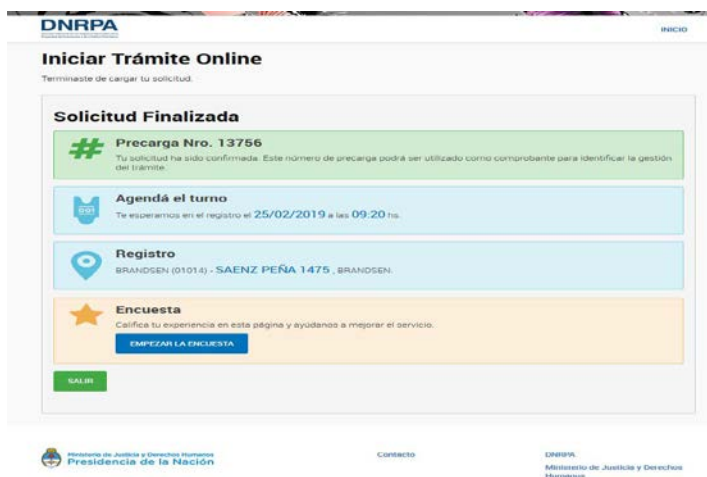 DNRPA
INICIO
Iniciar Trámite Online
Terminaste de cargar tu solicitud.
Solicitud Finalizada
Precarga Nro. 13756
Tu solicitud ha sido confirmada. Este número de precarga podrá ser utilizado como comprobante para identificar la gestión
del trámite.
Agendá el turno
Te esperamos en el registro el 25/02/2019 a las 09:20 hs.
Registro
BRANDSEN (01014) - SAENZ PEÑA 1475 , BRANDSEN.
Encuesta
Califica tu experiencia en esta página y ayúdanos a mejorar el servicio.
EMPEZAR LA ENCUESTA
SALIR
Ministerio de Justicia y Derechos Humanos
Presidencia de la Nación
Contacto
DNRPA
Ministerio de Justicia y Derechos
Humanos